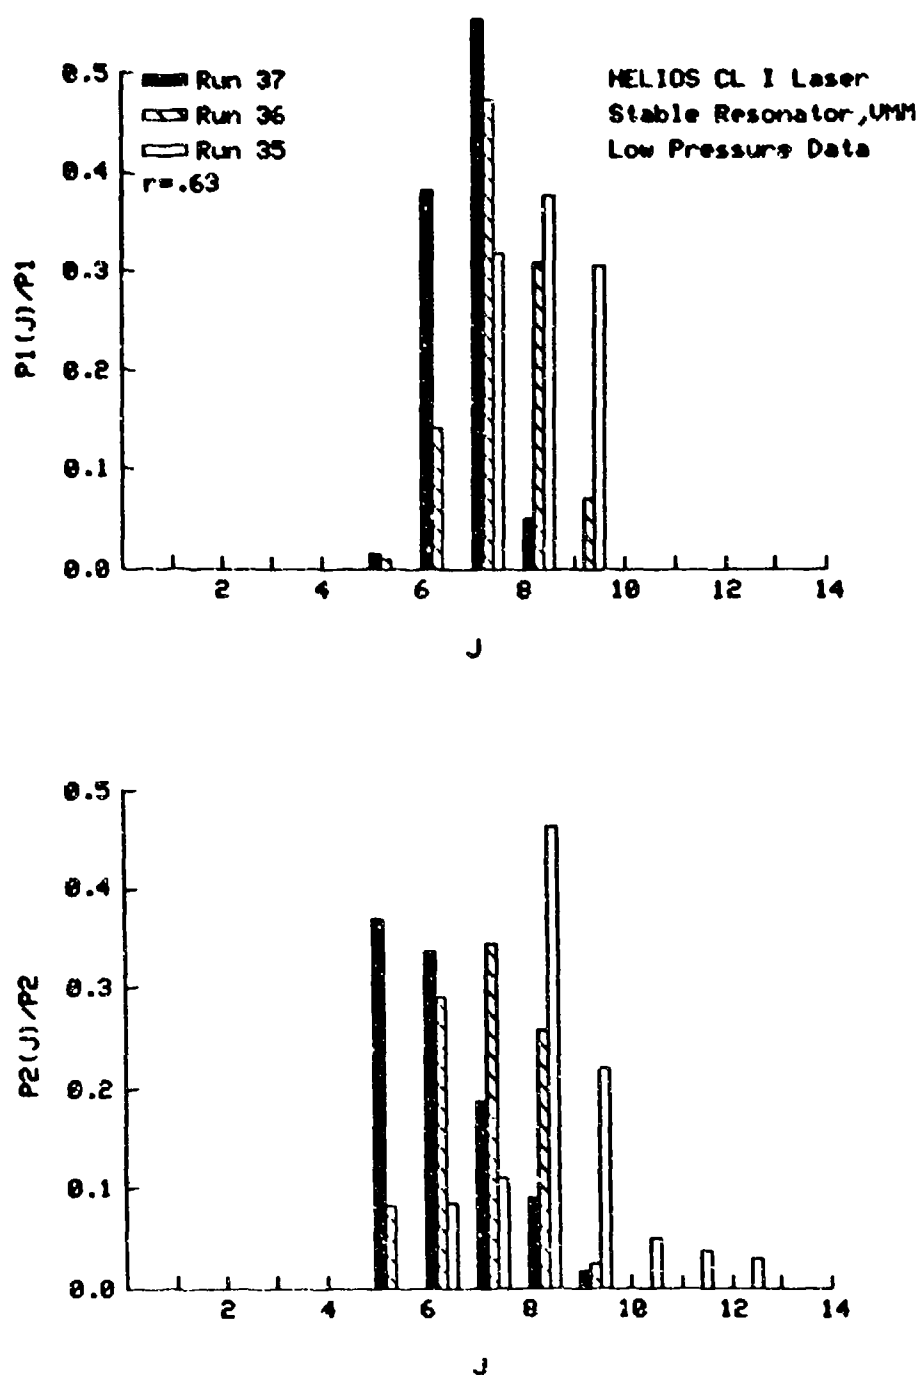 0.5
Run 37
HELIOS CL I Laser
Run 36
Stable Resonator,VMM
Run 35
Low Pressure Data
r=.63
0.4
0.3
0.2
0.1
0.0
P1(J)/P1
2 4 6 8 10 12 14
J
0.5
0.4
0.3
0.2
0.1
0.0
P2(J)/P2
2 4 6 8 10 12 14
J